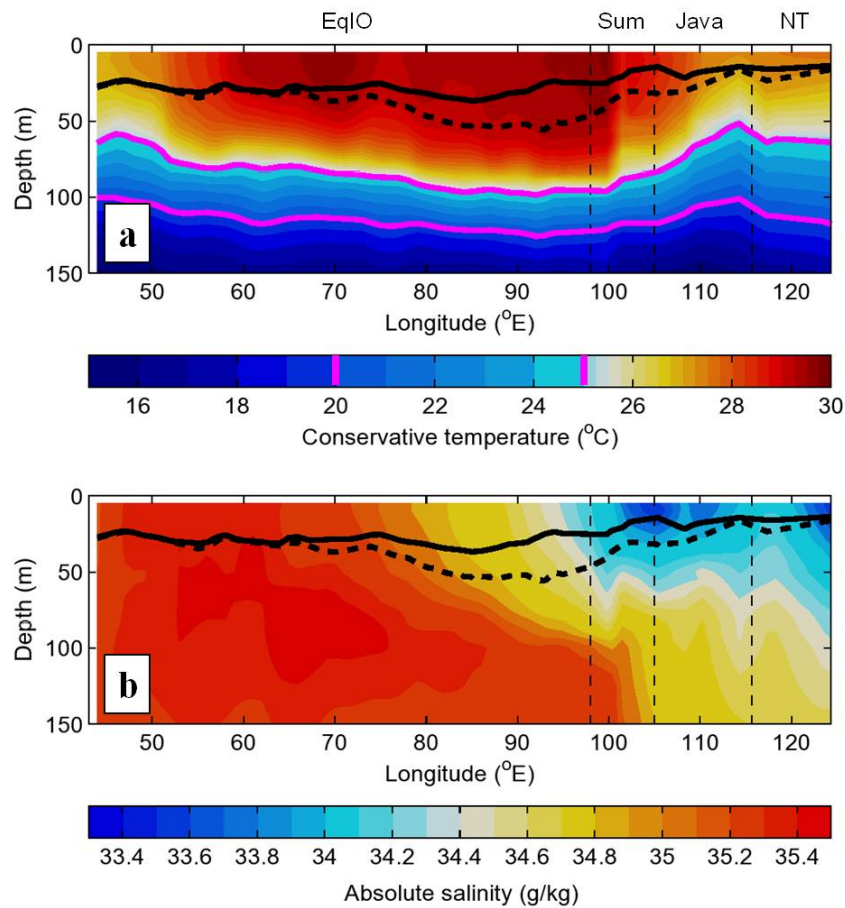 EqIO Sum Java NT
0
50
100
150
Depth (m)
a
50 60 70 80 90 100 110 120
Longitude (°E)
16 18 20 22 24 26 28 30
Conservative temperature (°C)
0
50
100
150
Depth (m)
b
50 60 70 80 90 100 110 120
Longitude (°E)
33.4 33.6 33.8 34 34.2 34.4 34.6 34.8 35 35.2 35.4
Absolute salinity (g/kg)